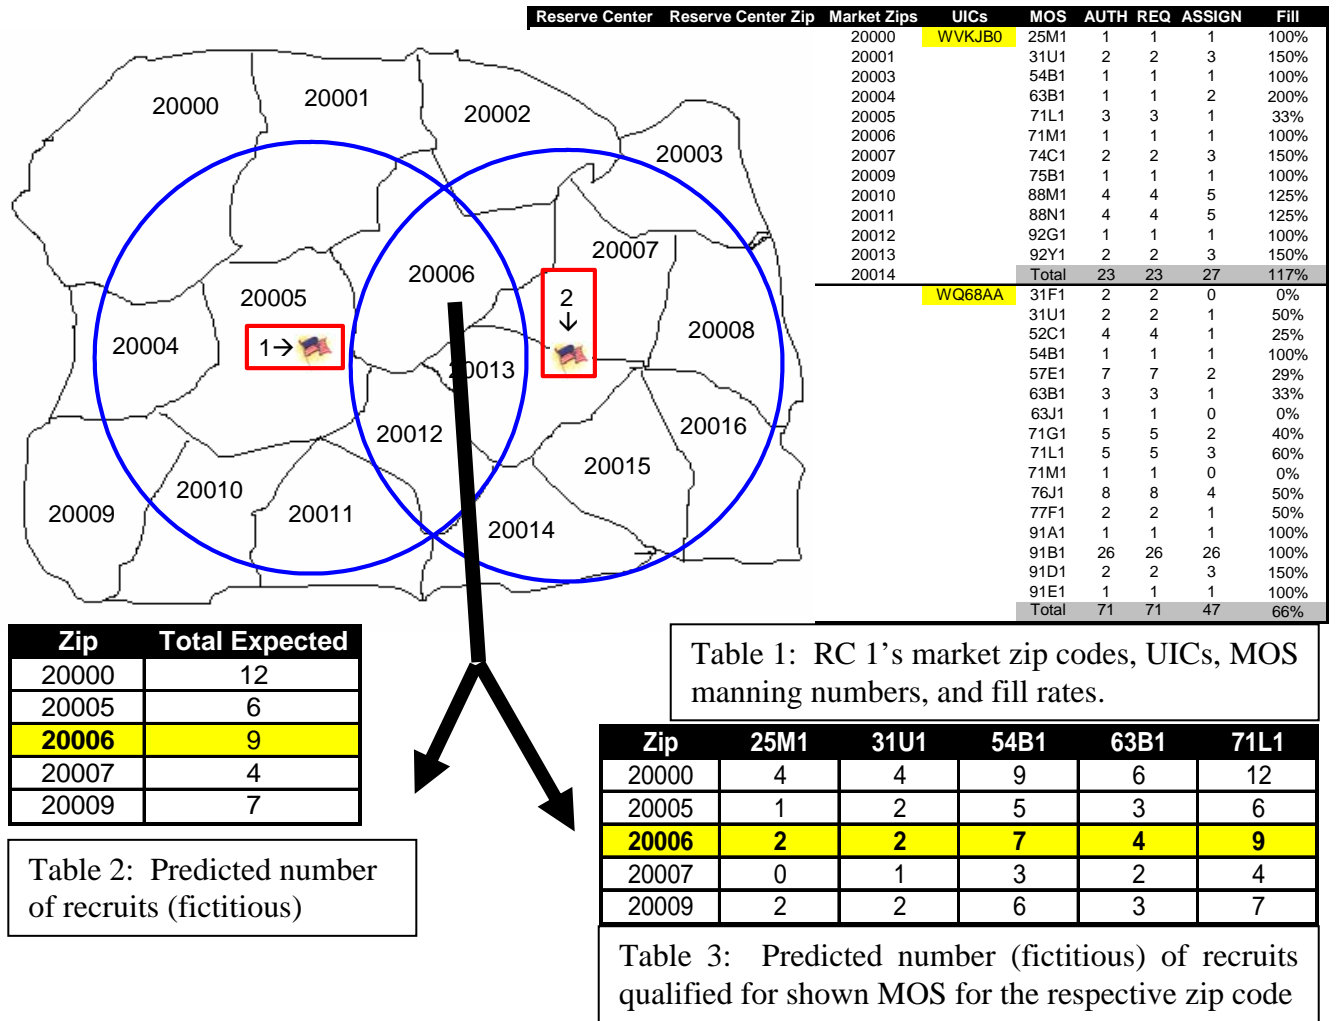 Reserve Center Reserve Center Zip Market Zips UICs MOS AUTH REQ ASSIGN Fill
20000 WVKJB0 25M1 1 1 1 100%
20001 31U1 2 2 3 150%
20003 54B1 1 1 1 100%
20004 63B1 1 1 2 200%
20005 71L1 3 3 1 33%
20006 71M1 1 1 1 100%
20007 74C1 2 2 3 150%
20009 75B1 1 1 1 100%
20010 88M1 4 4 5 125%
20011 88N1 4 4 5 125%
20012 92G1 1 1 1 100%
20013 92Y1 2 2 3 150%
20014 Total 23 23 27 117%
WQ68AA 31F1 2 2 0 0%
31U1 2 2 1 50%
52C1 4 4 1 25%
54B1 1 1 1 100%
57E1 7 7 2 29%
63B1 3 3 1 33%
63J1 1 1 0 0%
71G1 5 5 2 40%
71L1 5 5 3 60%
71M1 1 1 0 0%
76J1 8 8 4 50%
77F1 2 2 1 50%
91A1 1 1 1 100%
91B1 26 26 26 100%
91D1 2 2 3 150%
91E1 1 1 1 100%
Total 71 71 47 66%
20000
20001
20002
20003
20007
20006
20005
2
↓
20008
20004
1→
20013
20016
20012
20015
20010
20009
20011
20014
Table 1: RC 1's market zip codes, UICs, MOS
manning numbers, and fill rates.
Zip Total Expected
20000 12
20005 6
20006 9
20007 4
20009 7
Table 2: Predicted number
of recruits (fictitious)
Zip 25M1 31U1 54B1 63B1 71L1
20000 4 4 9 6 12
20005 1 2 5 3 6
20006 2 2 7 4 9
20007 0 1 3 2 4
20009 2 2 6 3 7
Table 3: Predicted number (fictitious) of recruits
qualified for shown MOS for the respective zip code